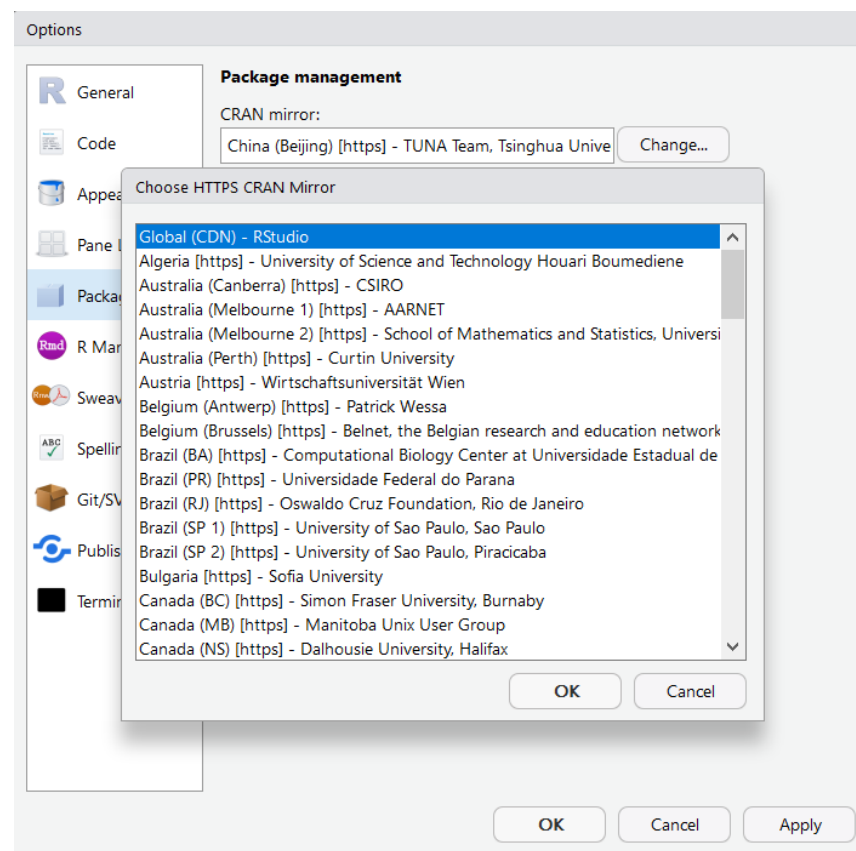 Options
General
Code
Appea
Pane L
Packag
R Mar
Sweav
Spellin
Git/SV
Publis
Termin
Rmd
Rnw
ABC
Package management
CRAN mirror:
China (Beijing) [https] - TUNA Team, Tsinghua Unive
Change...
Choose HTTPS CRAN Mirror
Global (CDN) - RStudio
Algeria [https] - University of Science and Technology Houari Boumediene
Australia (Canberra) [https] - CSIRO
Australia (Melbourne 1) [https] - AARNET
Australia (Melbourne 2) [https] - School of Mathematics and Statistics, Universi
Australia (Perth) [https] - Curtin University
Austria [https] - Wirtschaftsuniversität Wien
Belgium (Antwerp) [https] - Patrick Wessa
Belgium (Brussels) [https] - Belnet, the Belgian research and education network
Brazil (BA) [https] - Computational Biology Center at Universidade Estadual de
Brazil (PR) [https] - Universidade Federal do Parana
Brazil (RJ) [https] - Oswaldo Cruz Foundation, Rio de Janeiro
Brazil (SP 1) [https] - University of Sao Paulo, Sao Paulo
Brazil (SP 2) [https] - University of Sao Paulo, Piracicaba
Bulgaria [https] - Sofia University
Canada (BC) [https] - Simon Fraser University, Burnaby
Canada (MB) [https] - Manitoba Unix User Group
Canada (NS) [https] - Dalhousie University, Halifax
OK
Cancel
OK
Cancel
Apply